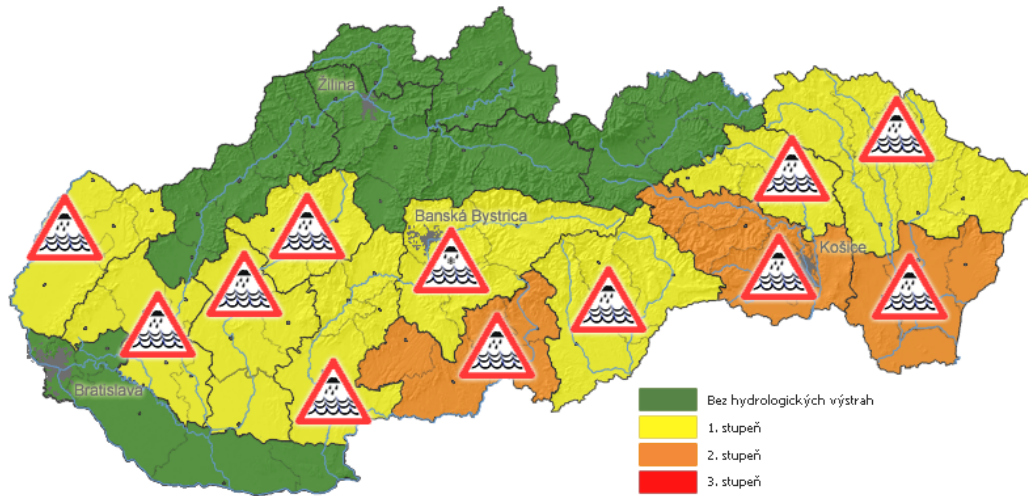 Žilina
Banská Bystrica
Košice
Bratislava
Bez hydrologických výstrah
1. stupeň
2. stupeň
3. stupeň